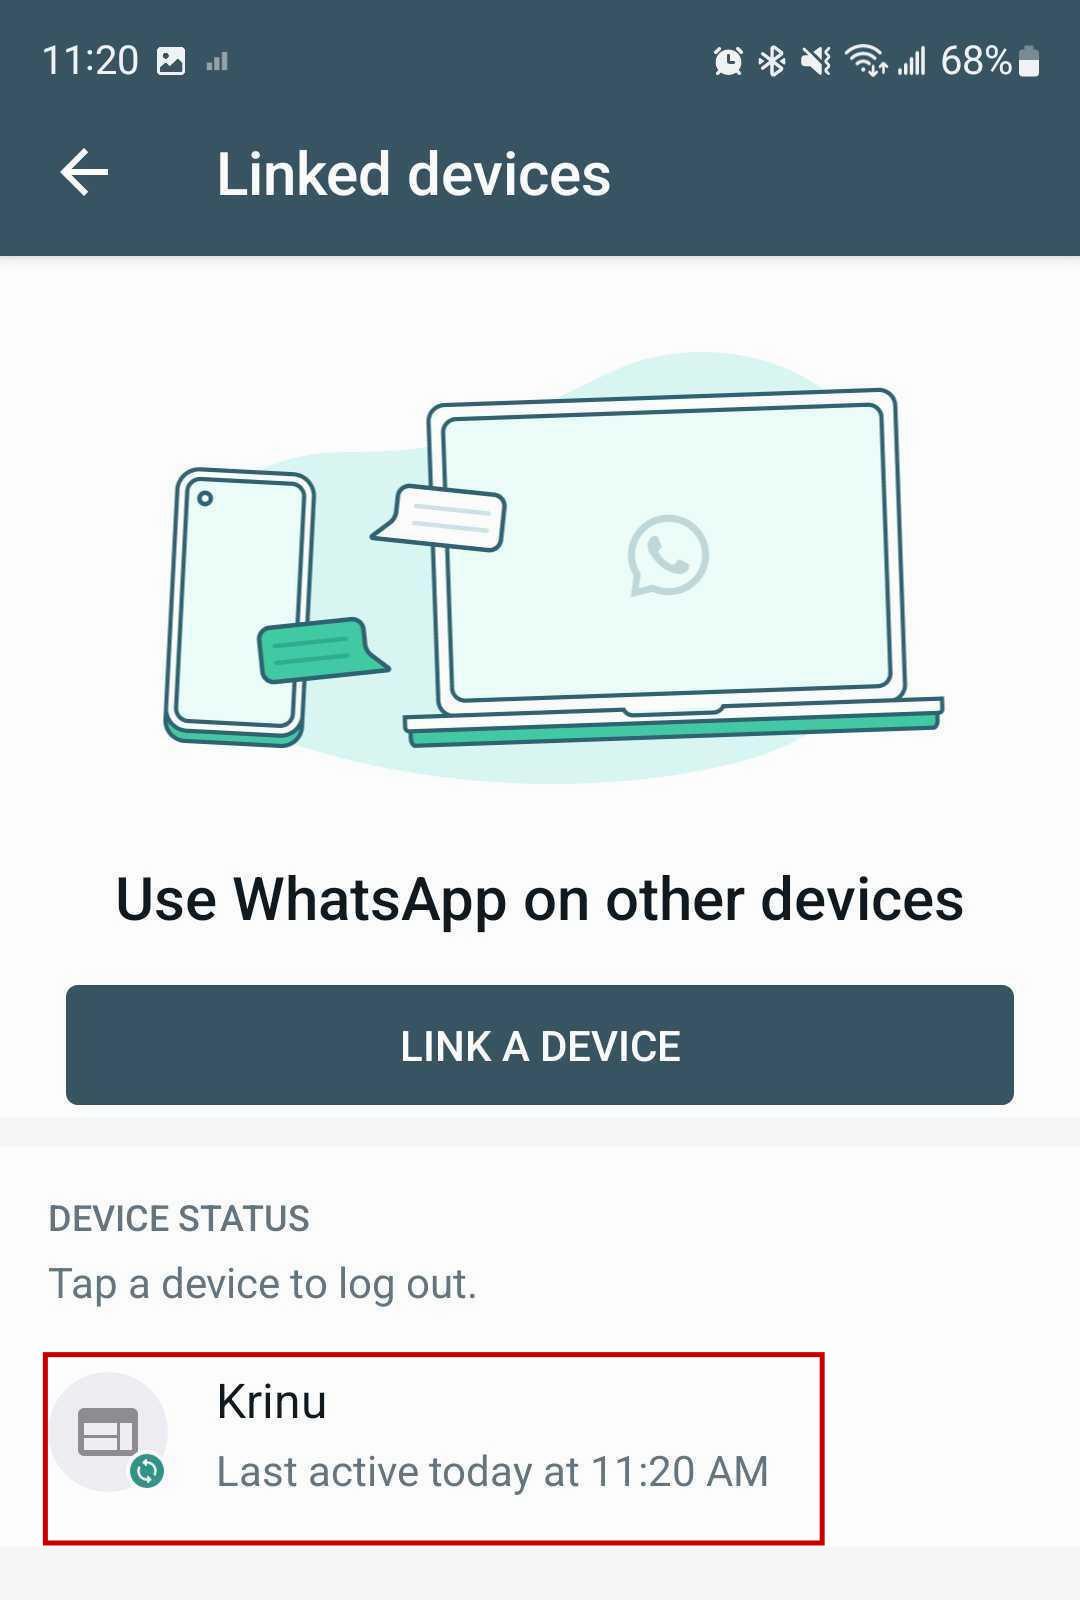 11:20 68%
Linked devices
Use WhatsApp on other devices
LINK A DEVICE
DEVICE STATUS
Tap a device to log out.
Krinu
Last active today at 11:20 AM